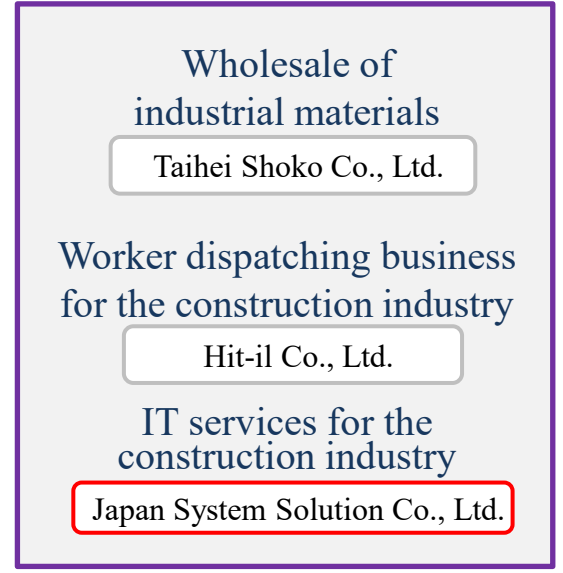 Wholesale of
industrial materials
Taihei Shoko Co., Ltd.
Worker dispatching business
for the construction industry
Hit-il Co., Ltd.
IT services for the
construction industry
Japan System Solution Co., Ltd.